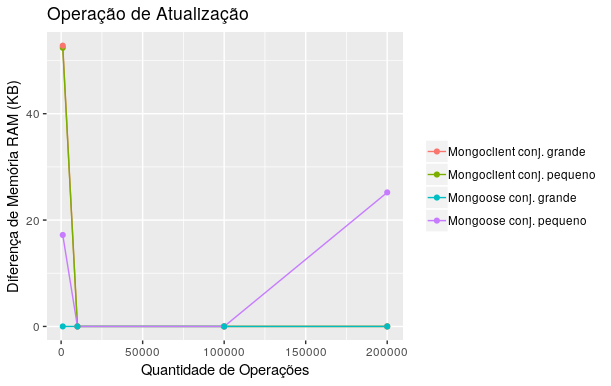 Operação de Atualização
Diferença de Memória RAM (KB)
40
20
0
0
50000
100000
150000
200000
Quantidade de Operações
Mongoclient conj. grande
Mongoclient conj. pequeno
Mongoose conj. grande
Mongoose conj. pequeno